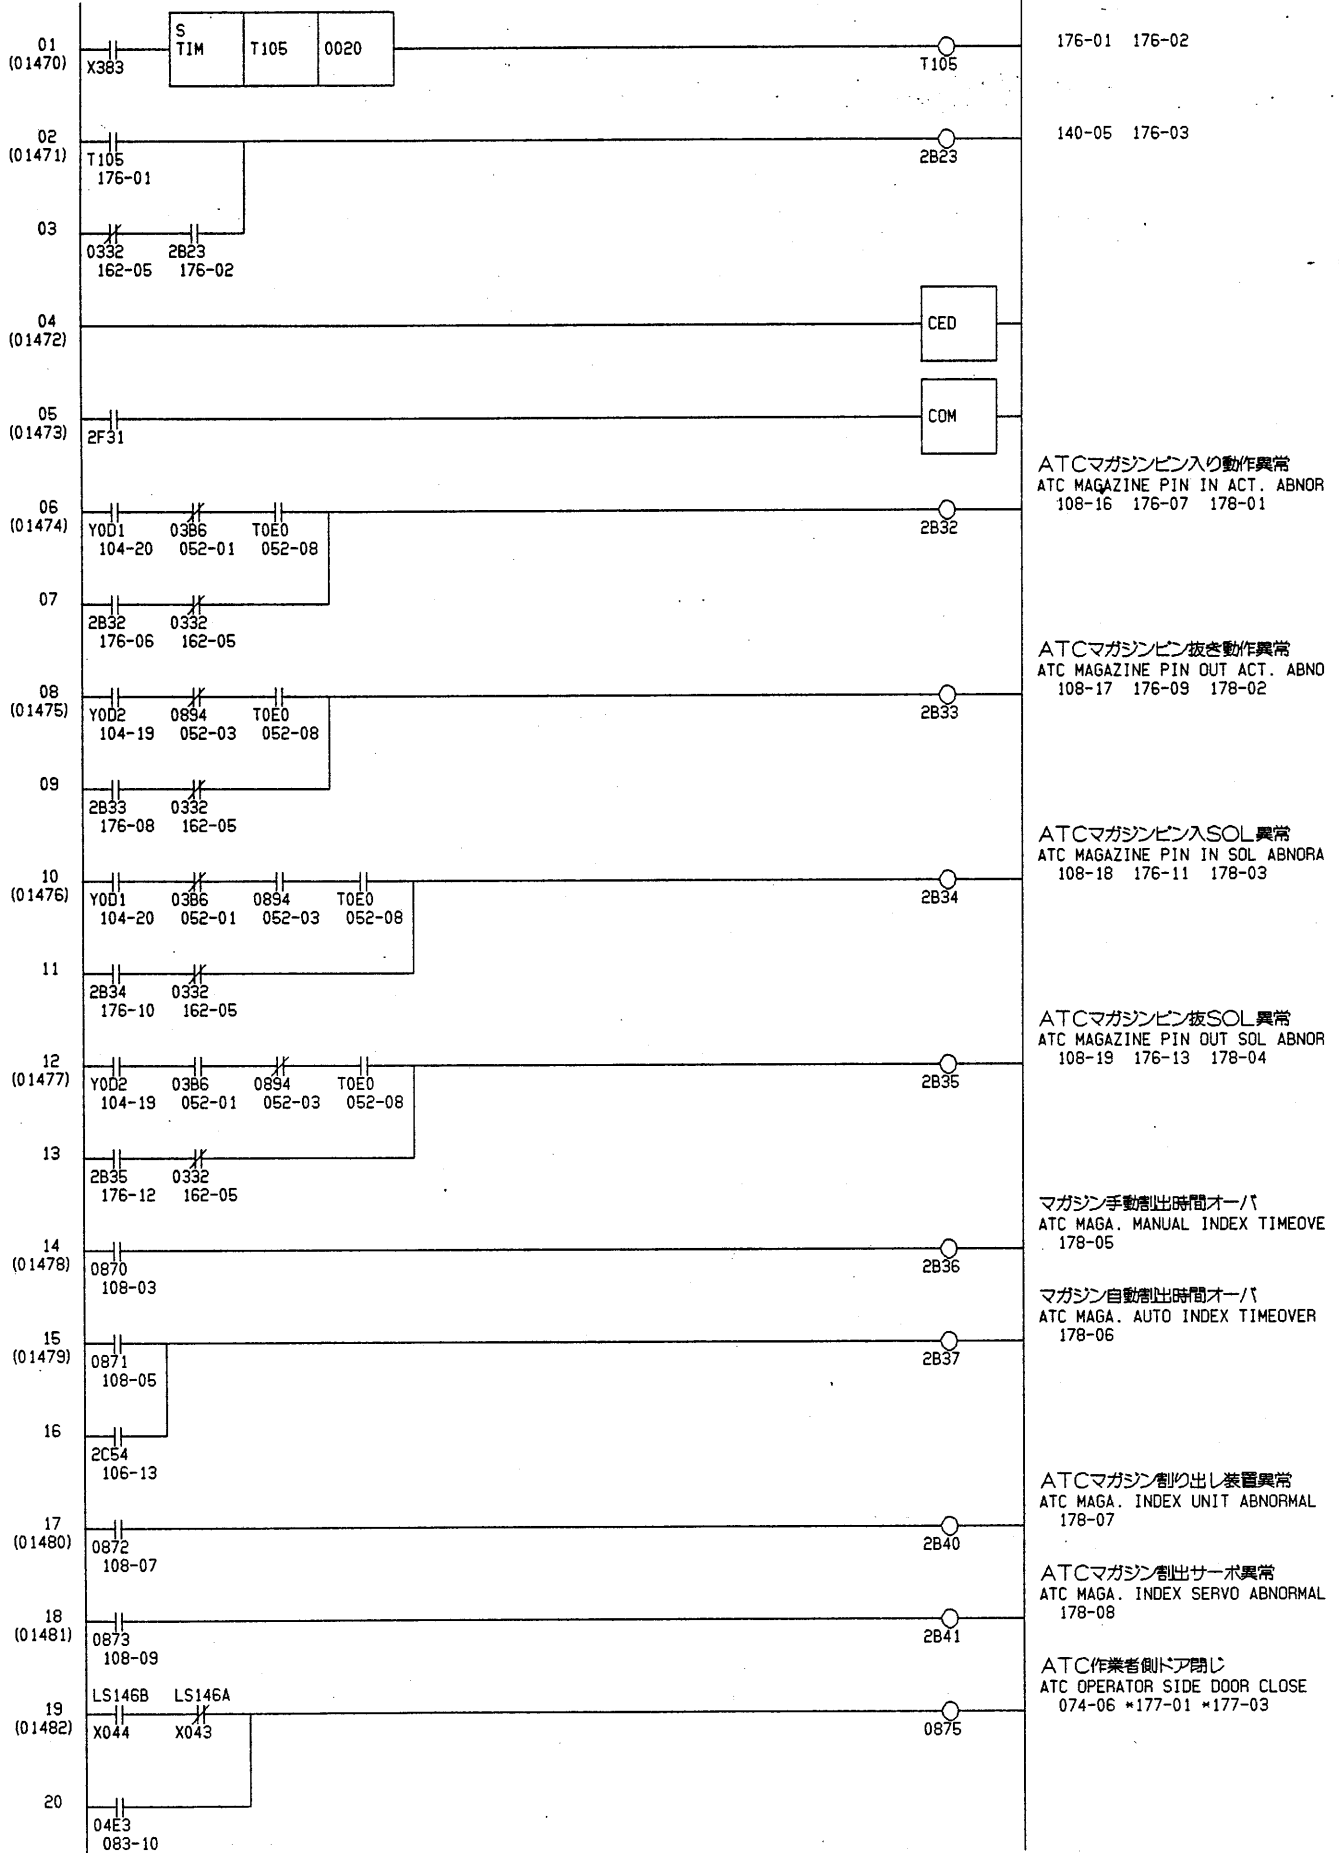 01 S
(01470) X383 TIM T105 0020 T105 176-01 176-02
02
(01471) T105 2B23 140-05 176-03
176-01
03
0332 2B23
162-05 176-02
04
(01472) CED
05
(01473) 2F31 COM
ATCマガジンピン入り動作異常
ATC MAGAZINE PIN IN ACT. ABNOR
06 108-16 176-07 178-01
(01474) Y0D1 03B6 T0E0 2B32
104-20 052-01 052-08
07
2B32 0332
176-06 162-05
ATCマガジンピン抜き動作異常
ATC MAGAZINE PIN OUT ACT. ABNO
08 108-17 176-09 178-02
(01475) Y0D2 0894 T0E0 2B33
104-19 052-03 052-08
09
2B33 0332
176-08 162-05
ATCマガジンピン入SOL異常
ATC MAGAZINE PIN IN SOL ABNORA
10 108-18 176-11 178-03
(01476) Y0D1 03B6 0894 T0E0 2B34
104-20 052-01 052-03 052-08
11
2B34 0332
176-10 162-05
ATCマガジンピン抜SOL異常
ATC MAGAZINE PIN OUT SOL ABNOR
12 108-19 176-13 178-04
(01477) Y0D2 03B6 0894 T0E0 2B35
104-19 052-01 052-03 052-08
13
2B35 0332
176-12 162-05
マガジン手動割出時間オーバ
ATC MAGA. MANUAL INDEX TIMEOVE
14 178-05
(01478) 0870 2B36
108-03
マガジン自動割出時間オーバ
ATC MAGA. AUTO INDEX TIMEOVER
15 178-06
(01479) 0871 2B37
108-05
16
2C54
106-13
ATCマガジン割り出し装置異常
ATC MAGA. INDEX UNIT ABNORMAL
17 178-07
(01480) 0872 2B40
108-07
ATCマガジン割出サーボ異常
ATC MAGA. INDEX SERVO ABNORMAL
18 178-08
(01481) 0873 2B41
108-09
ATC作業者側ドア閉じ
ATC OPERATOR SIDE DOOR CLOSE
LS146B LS146A
19 074-06 *177-01 *177-03
(01482) X044 X043 0875
20
04E3
083-10